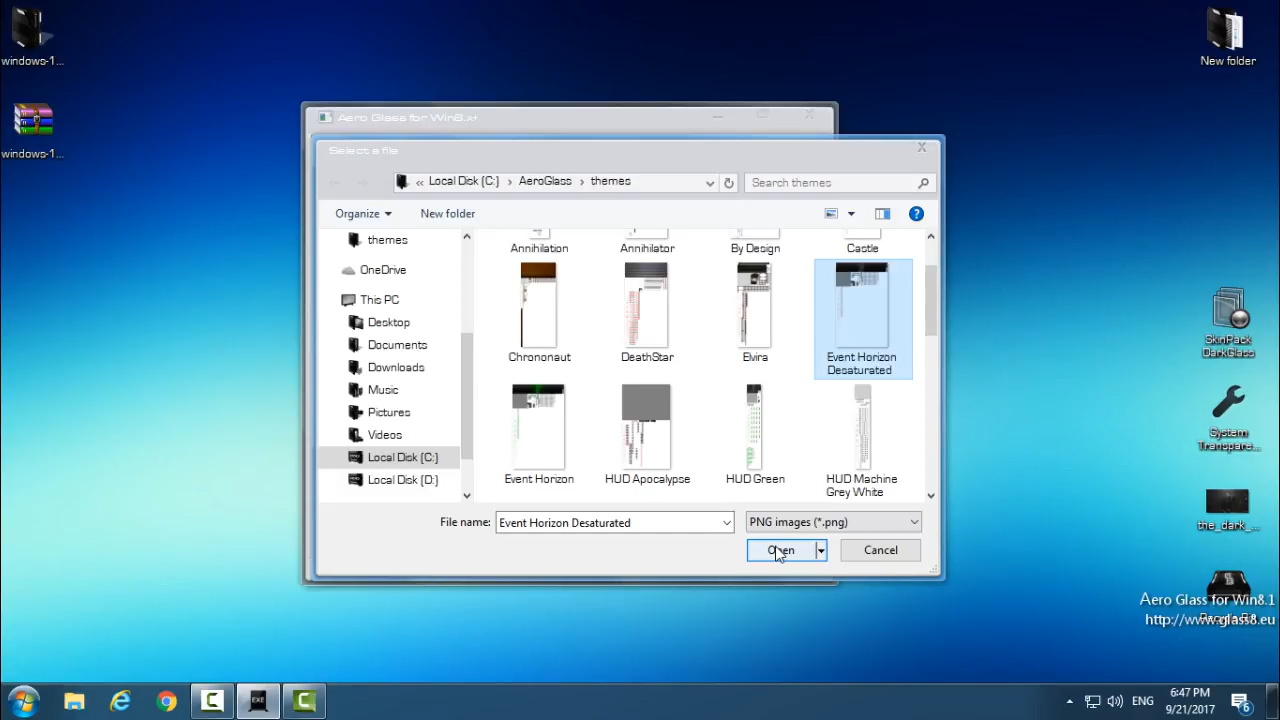 windows-1...
windows-1...
New folder
Aero Glass for Win8.x+
Select a file
«
Local Disk (C:)
AeroGlass
themes
Search themes
Organize
New folder
themes
OneDrive
This PC
Desktop
Documents
Downloads
Music
Pictures
Videos
Local Disk (C:)
Local Disk (D:)
Annihilation
Annihilator
By Design
Castle
Chrononaut
DeathStar
Elvira
Event Horizon
Desaturated
Event Horizon
HUD Apocalypse
HUD Green
HUD Machine
Grey White
File name:
Event Horizon Desaturated
PNG images (*.png)
Open
Cancel
SkinPack
DarkGlass
System
Transpare...
the_dark_...
Aero Glass for Win8.1
http://www.glass8.eu
EXE
ENG
6:47 PM
9/21/2017
6